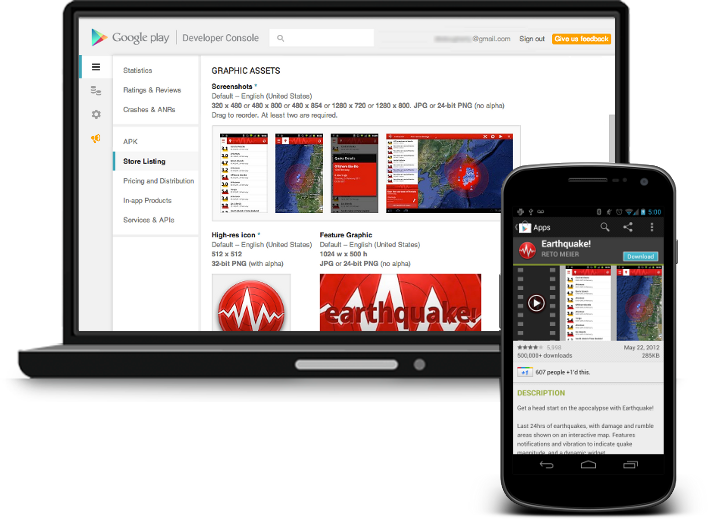 Google play | Developer Console
@gmail.com Sign out Give us feedback
Statistics
Ratings & Reviews
Crashes & ANRs
APK
Store Listing
Pricing and Distribution
In-app Products
Services & APIs
GRAPHIC ASSETS
Screenshots *
Default – English (United States)
320 x 480 or 480 x 800 or 480 x 854 or 1280 x 720 or 1280 x 800. JPG or 24-bit PNG (no alpha)
Drag to reorder. At least two are required.
High-res icon *
Default – English (United States)
512 x 512
32-bit PNG (with alpha)
Feature Graphic
Default – English (United States)
1024 w x 500 h
JPG or 24-bit PNG (no alpha)
earthquake!
5:00
Apps
Earthquake!
RETO MEIER
Download
5,388 May 22, 2012
500,000+ downloads 285KB
+1 607 people +1'd this.
DESCRIPTION
Get a head start on the apocalypse with Earthquake!
Last 24hrs of earthquakes, with damage and rumble
areas shown on an interactive map. Features
notifications and vibration to indicate quake
magnitude, and a dynamic widget.